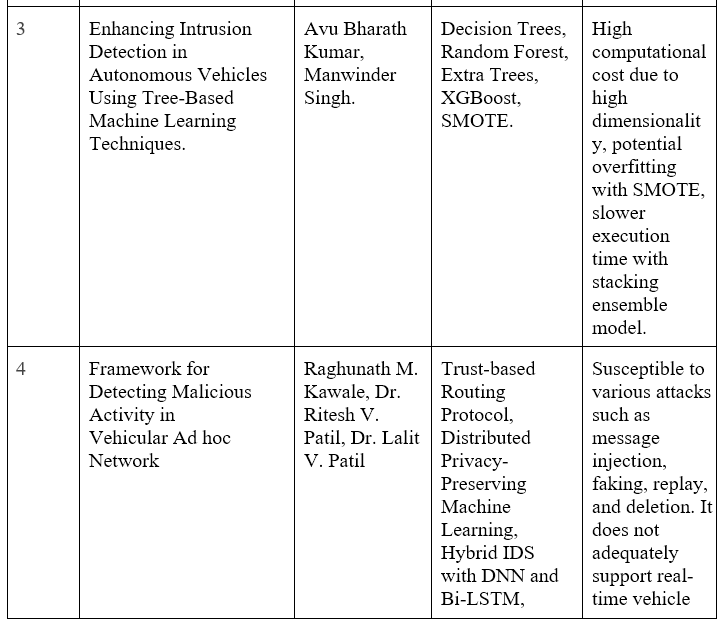 3
Enhancing Intrusion
Detection in
Autonomous Vehicles
Using Tree-Based
Machine Learning
Techniques.
Avu Bharath
Kumar,
Manwinder
Singh.
Decision Trees,
Random Forest,
Extra Trees,
XGBoost,
SMOTE.
High
computational
cost due to
high
dimensionalit
y, potential
overfitting
with SMOTE,
slower
execution
time with
stacking
ensemble
model.
4
Framework for
Detecting Malicious
Activity in
Vehicular Ad hoc
Network
Raghunath M.
Kawale, Dr.
Ritesh V.
Patil, Dr. Lalit
V. Patil
Trust-based
Routing
Protocol,
Distributed
Privacy-
Preserving
Machine
Learning,
Hybrid IDS
with DNN and
Bi-LSTM,
Susceptible to
various attacks
such as
message
injection,
faking, replay,
and deletion. It
does not
adequately
support real-
time vehicle